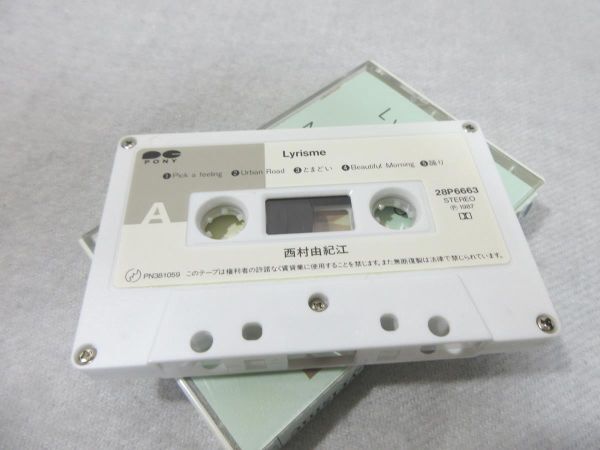 PONY
Lyrisme
❶Pick a feeling ❷Urban Road ❸とまどい ❹Beautiful Morning ❺踊り
A
28P6663
STEREO
Ⓟ1987
西村由紀江
PN381059 このテープは権利者の許諾なく賃貸業に使用することを禁じます。また無断複製は法律で禁じられています。